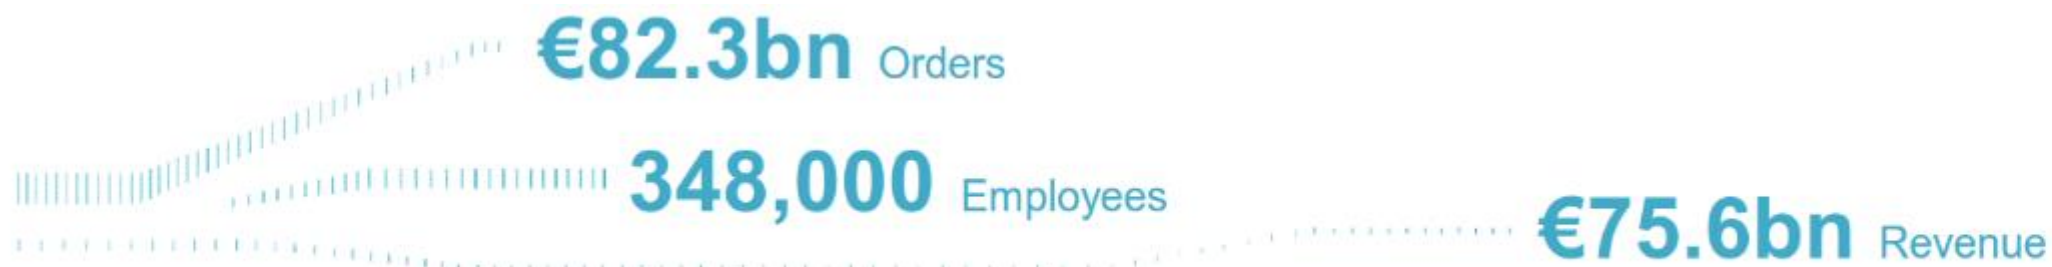 €82.3bn Orders
348,000 Employees
€75.6bn Revenue